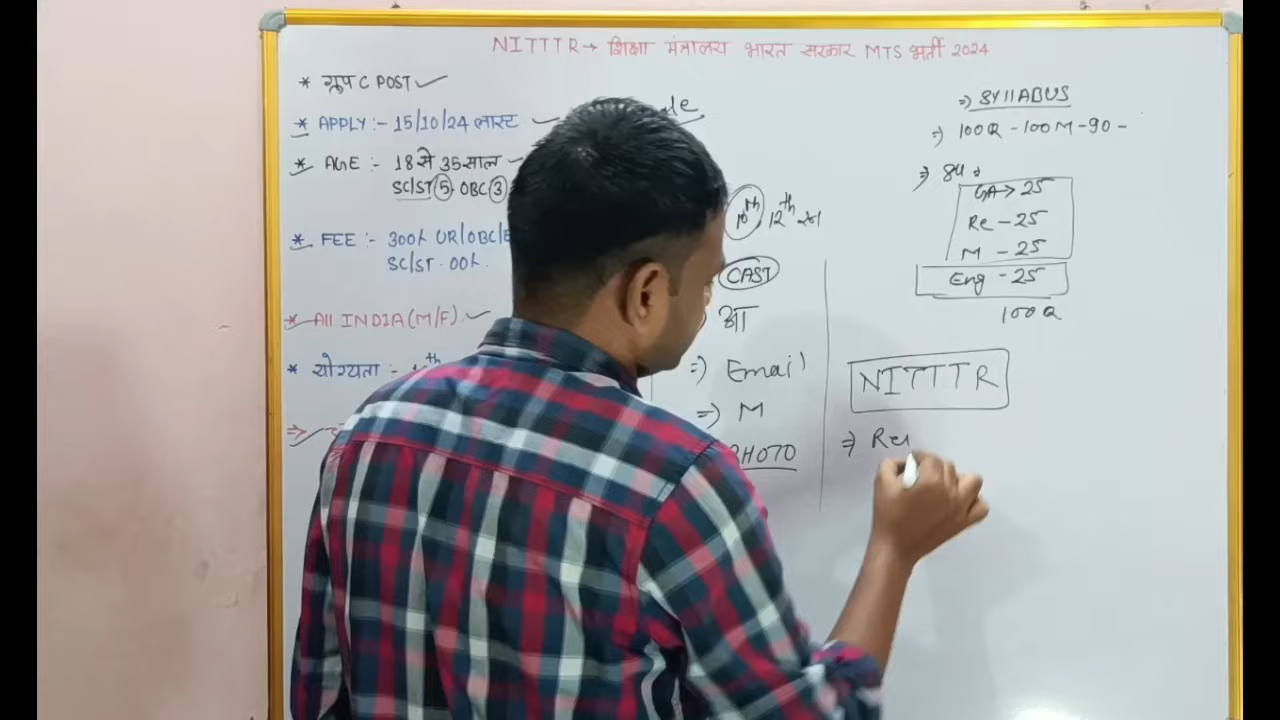 NITTTR → शिक्षा मंत्रालय भारत सरकार MTS भर्ती 2024
* ग्रुप C POST
* APPLY :- 15/10/24 लास्ट
* AGE :- 18 से 35 साल
SC/ST (5) OBC (3)
* FEE :- 300/- UR/OBC/E
SC/ST - 00/-
* All INDIA (M/F)
* योग्यता :-
10th, 12th
CAST
आ
=) Email
=) M
PHOTO
=) SYllABUS
=) 100Q - 100M - 90 -
GA → 25
Re - 25
M - 25
Eng - 25
100Q
NITTTR
=> Re